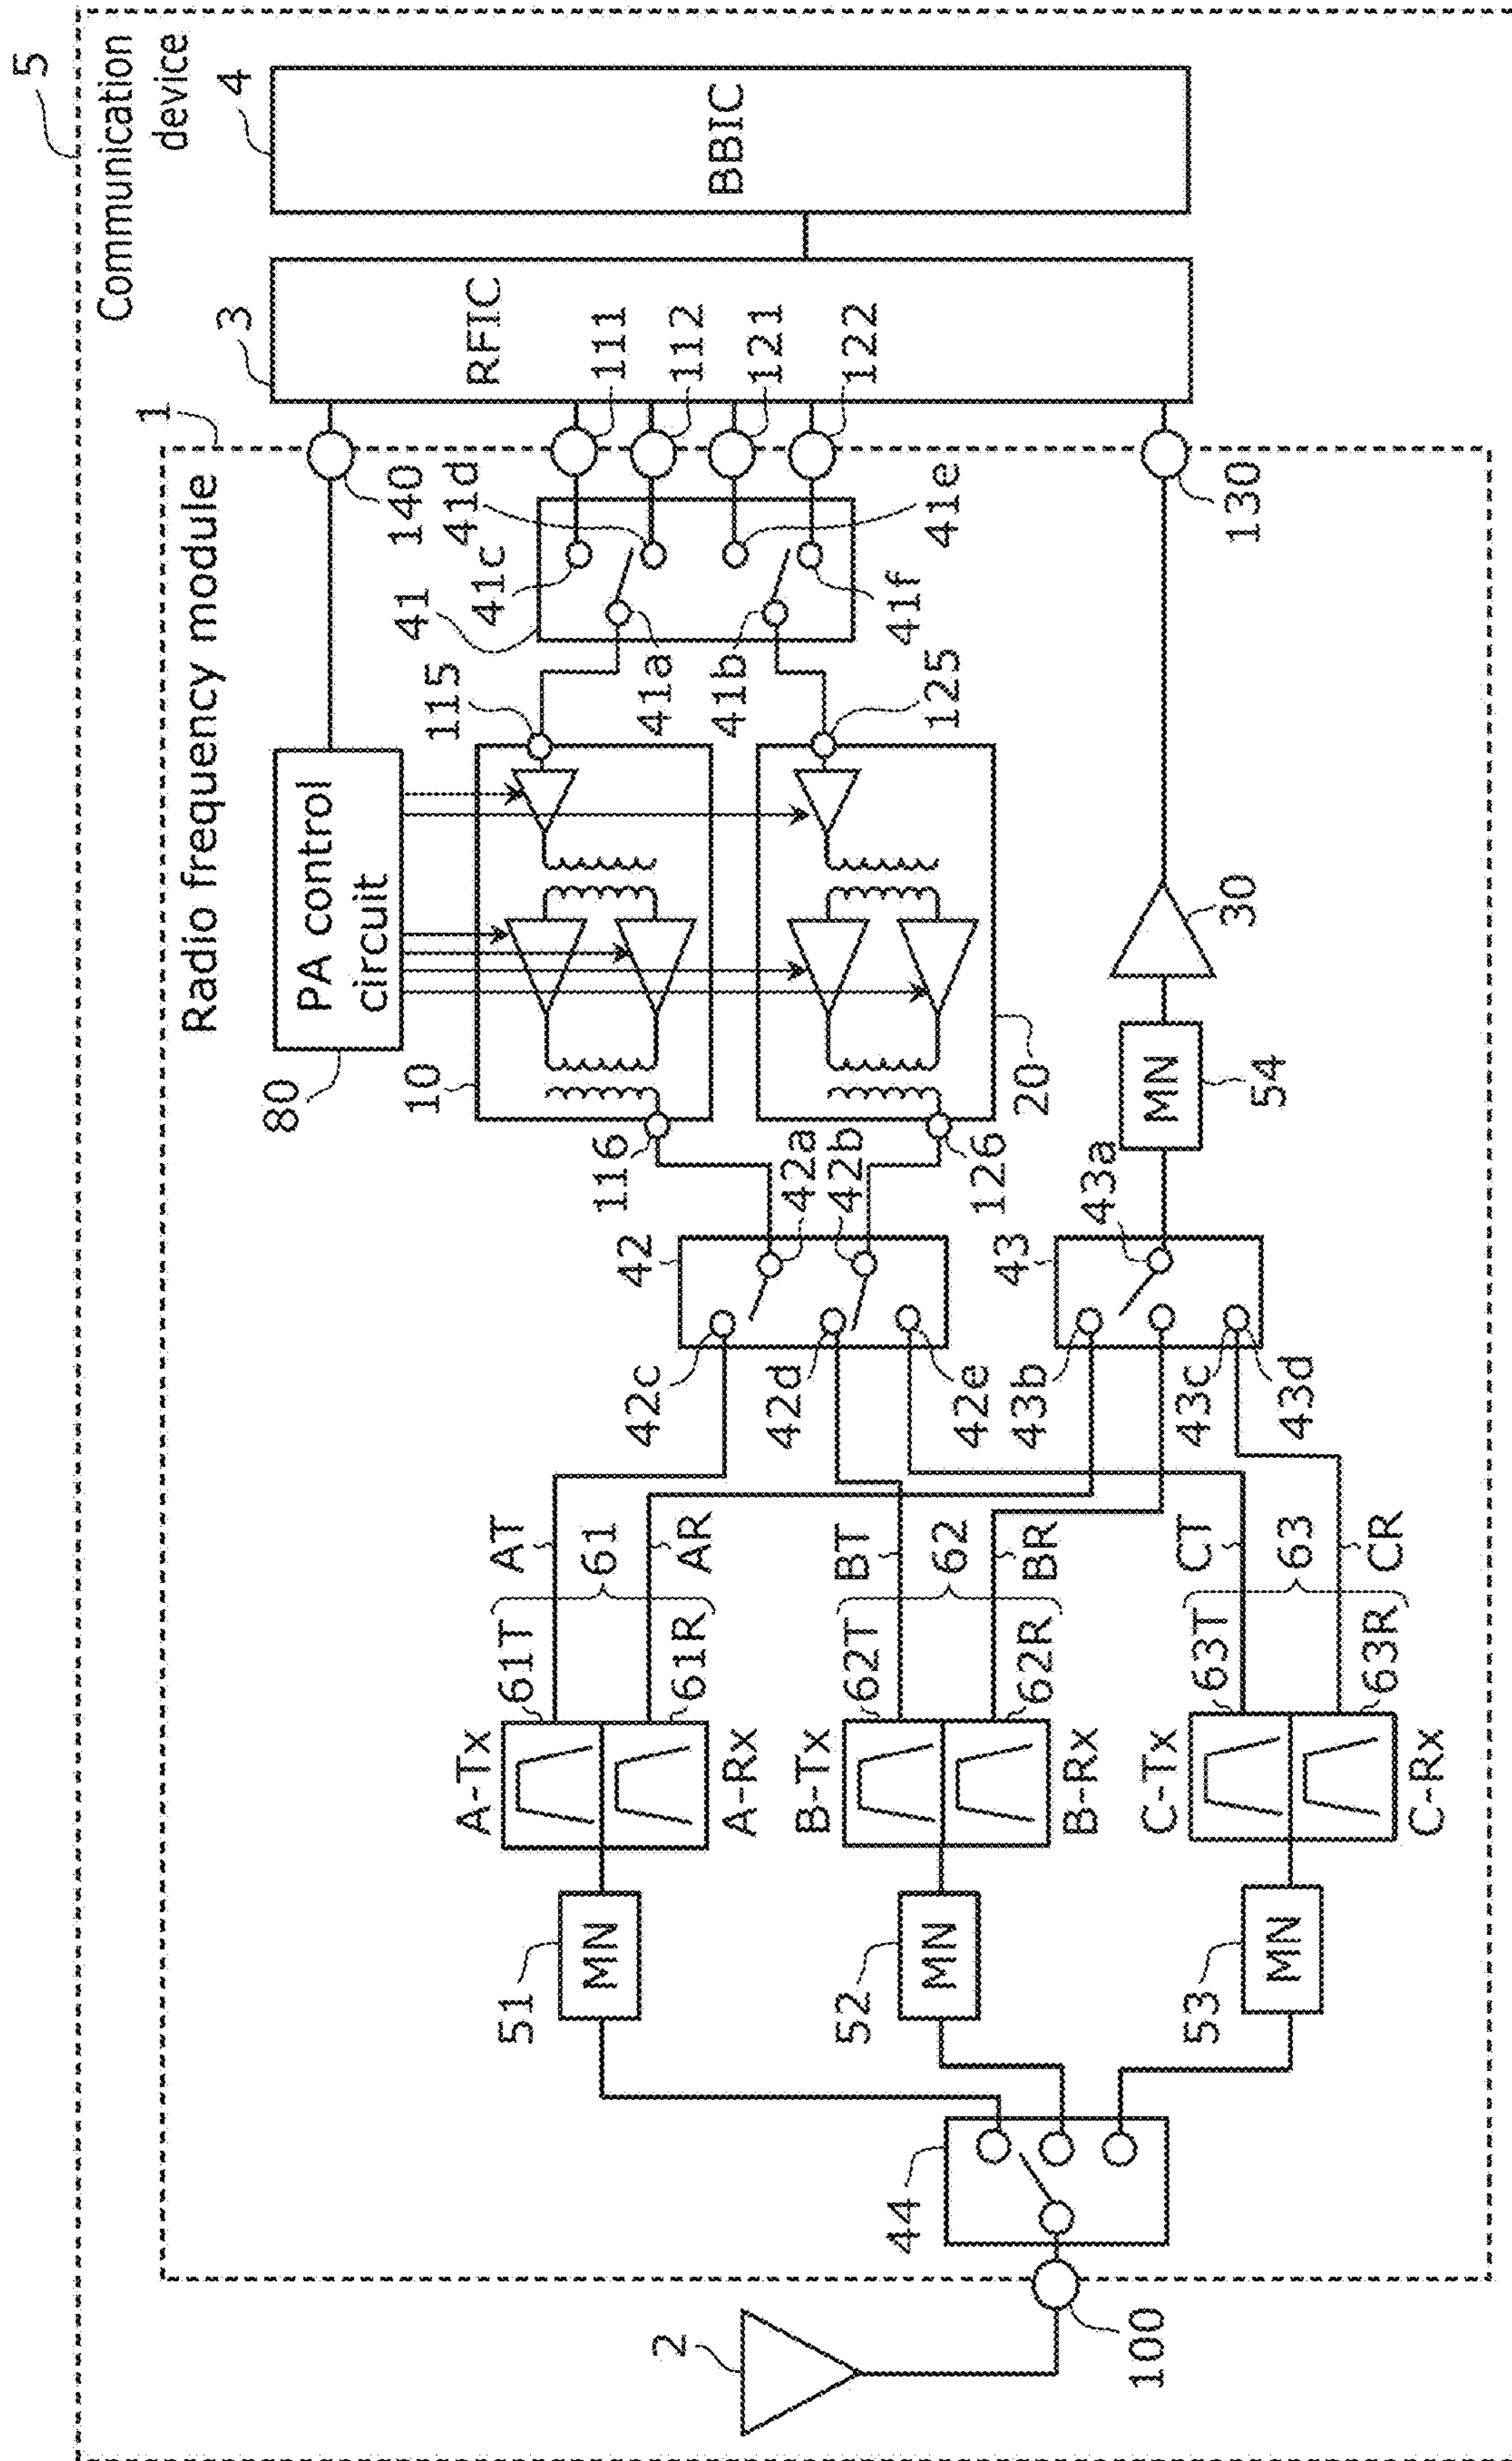 5
Communication
device
1
Radio frequency module
3
4
80
PA control
circuit
140
RFIC
BBIC
10
115
41
41c
41d
111
112
121
122
116
41a
41b
41e
41f
125
20
126
A-Tx
61T
AT
61
A-Rx
61R
AR
51
MN
42
42a
42b
42c
42d
42e
B-Tx
62T
BT
62
B-Rx
62R
BR
52
MN
43
43a
43b
43c
43d
MN
54
30
130
C-Tx
63T
CT
63
C-Rx
63R
CR
53
MN
44
2
100